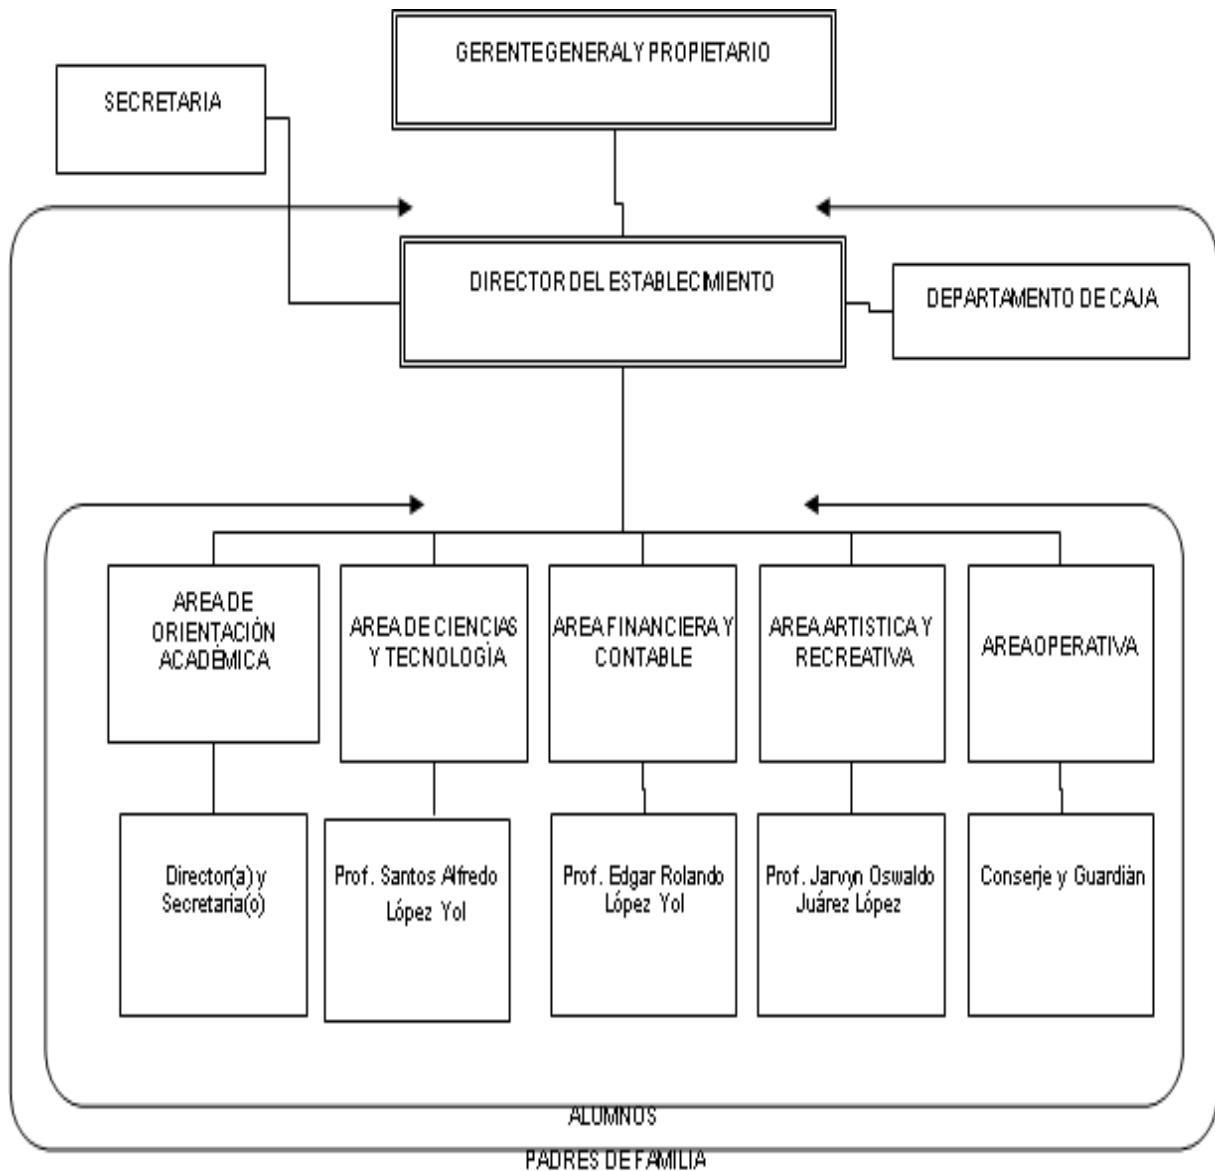 GERENTE GENERAL Y PROPIETARIO
SECRETARIA
DIRECTOR DEL ESTABLECIMIENTO
DEPARTAMENTO DE CAJA
AREA DE
ORIENTACIÓN
ACADÉMICA
AREA DE CIENCIAS
Y TECNOLOGÌA
AREA FINANCIERA Y
CONTABLE
AREA ARTISTICA Y
RECREATIVA
AREA OPERATIVA
Director(a) y
Secretaria(o)
Prof. Santos Alfredo
López Yol
Prof. Edgar Rolando
López Yol
Prof. Jarvyn Oswaldo
Juárez López
Conserje y Guardián
ALUMNOS
PADRES DE FAMILIA